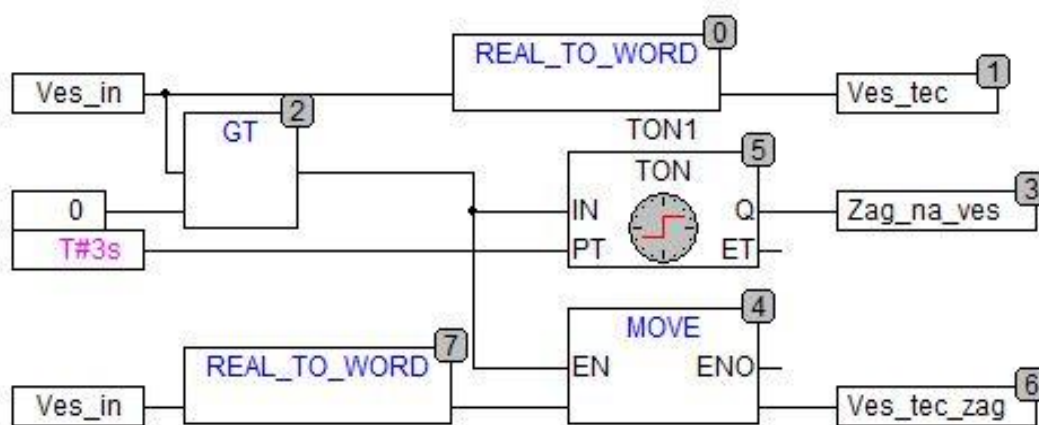 0
REAL_TO_WORD
1
Ves_in
Ves_tec
2
GT
TON1
5
TON
3
0
IN
Q
Zag_na_ves
T#3s
PT
ET
4
MOVE
7
REAL_TO_WORD
EN
ENO
6
Ves_in
Ves_tec_zag